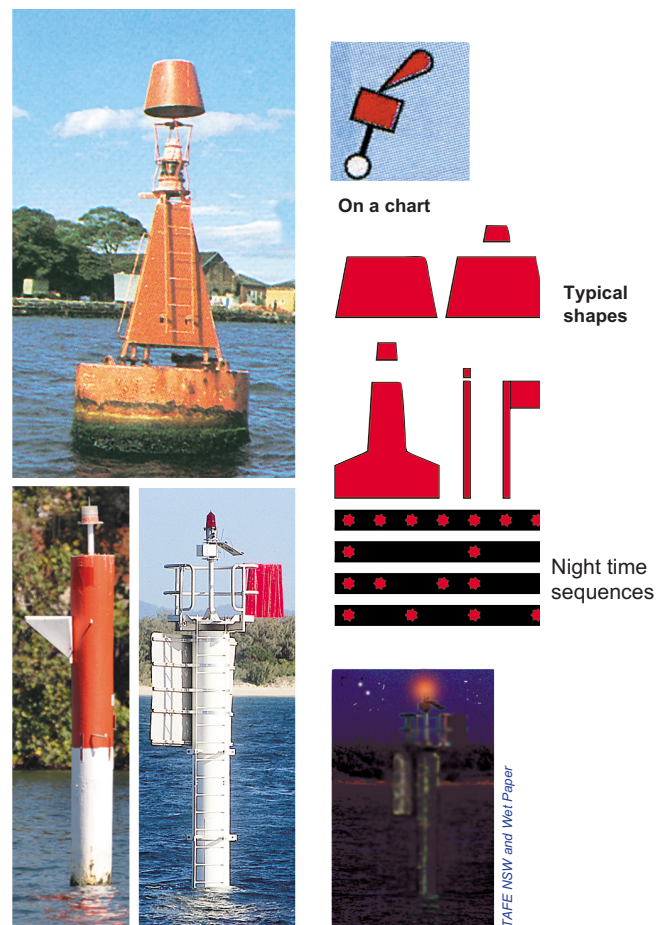 On a chart
Typical
shapes
Night time
sequences
TAFE NSW and Wet Paper